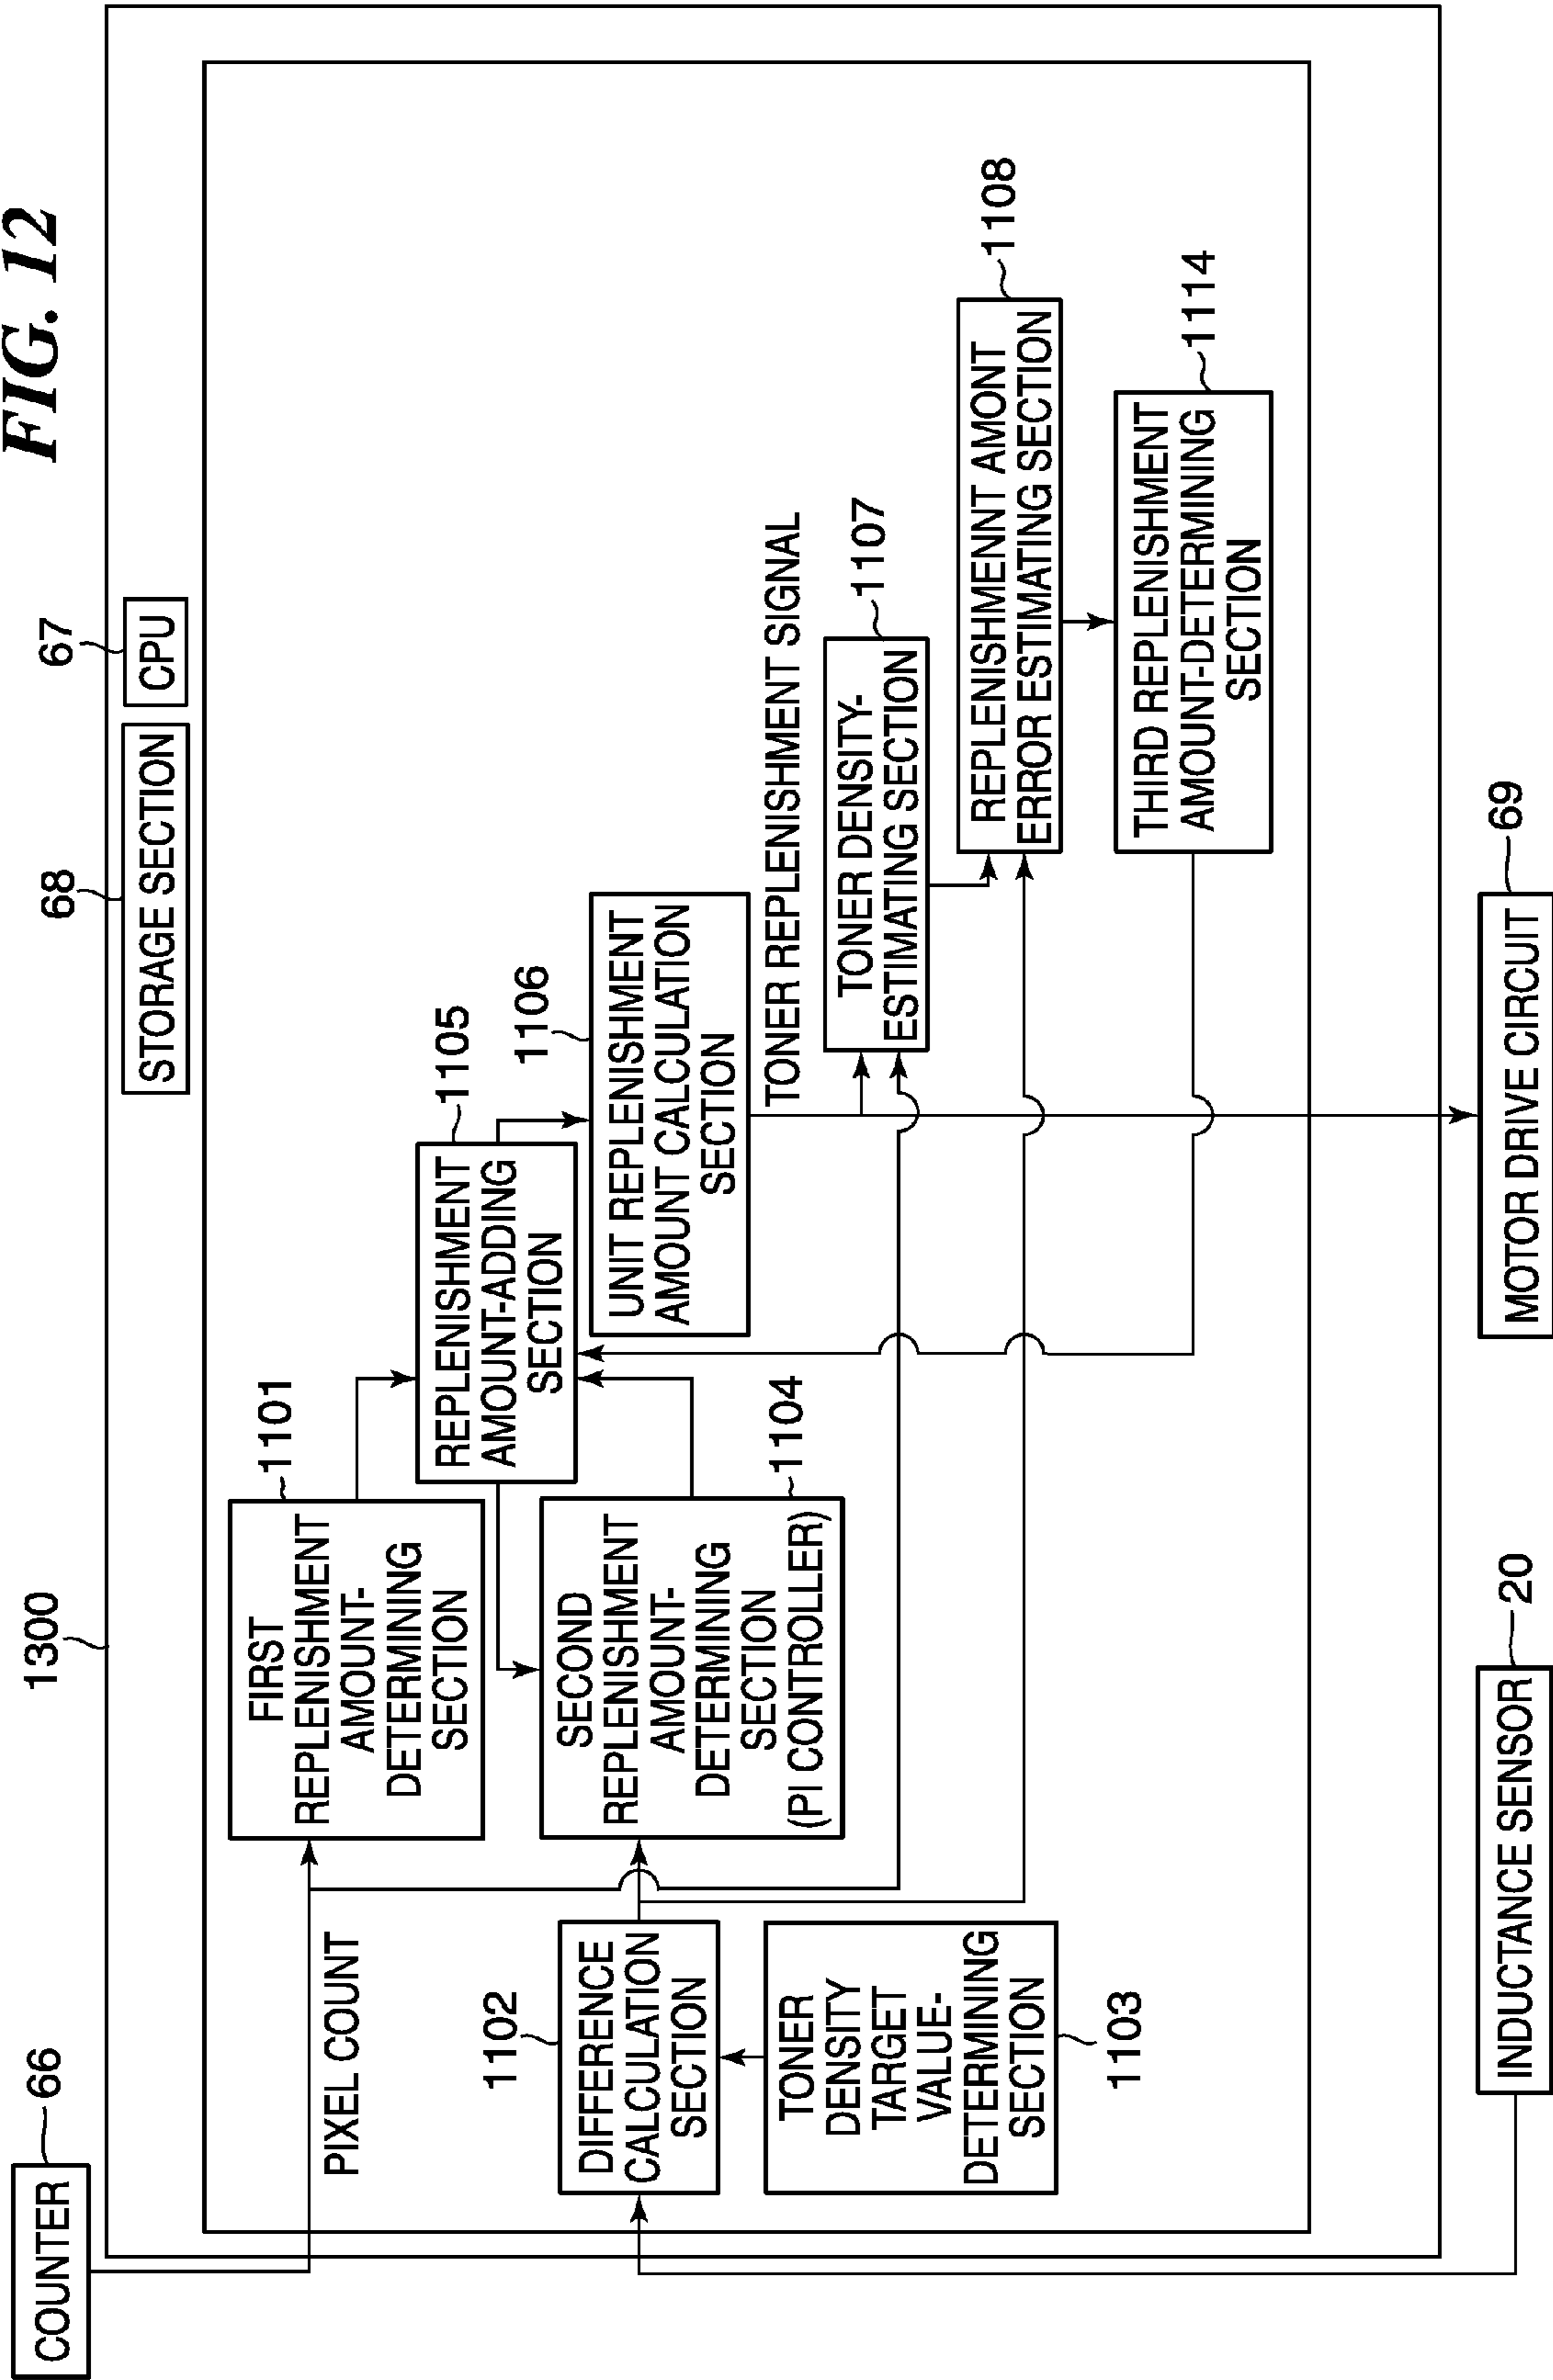 FIG. 12
1300
68
67
STORAGE SECTION
CPU
66
COUNTER
PIXEL COUNT
1101
FIRST
REPLENISHMENT
AMOUNT-
DETERMINING
SECTION
1105
REPLENISHMENT
AMOUNT-ADDING
SECTION
1106
UNIT REPLENISHMENT
AMOUNT CALCULATION
SECTION
TONER REPLENISHMENT SIGNAL
1102
DIFFERENCE
CALCULATION
SECTION
SECOND
REPLENISHMENT
AMOUNT-
DETERMINING
SECTION
(PI CONTROLLER)
1104
TONER
DENSITY
TARGET
VALUE-
DETERMINING
SECTION
1103
1107
TONER DENSITY-
ESTIMATING SECTION
1108
REPLENISHMENNT AMONT
ERROR ESTIMATING SECTION
1114
THIRD REPLENISHMENT
AMOUNT-DETERMINING
SECTION
20
INDUCTANCE SENSOR
69
MOTOR DRIVE CIRCUIT